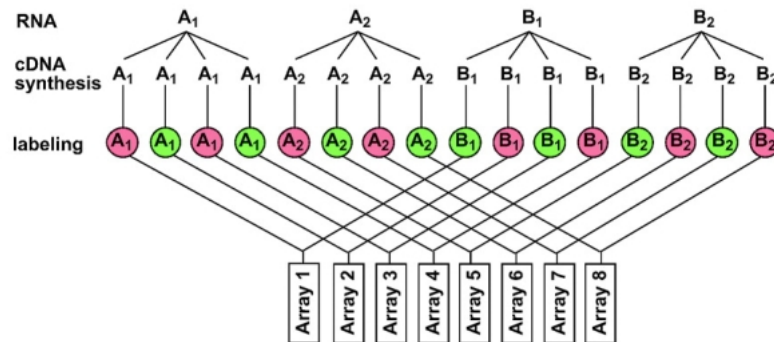 RNA A₁ A₂ B₁ B₂
cDNA synthesis A₁ A₁ A₁ A₁ A₂ A₂ A₂ A₂ B₁ B₁ B₁ B₁ B₂ B₂ B₂ B₂
labeling A₁ A₁ A₁ A₁ A₂ A₂ A₂ A₂ B₁ B₁ B₁ B₁ B₂ B₂ B₂ B₂
Array 1
Array 2
Array 3
Array 4
Array 5
Array 6
Array 7
Array 8